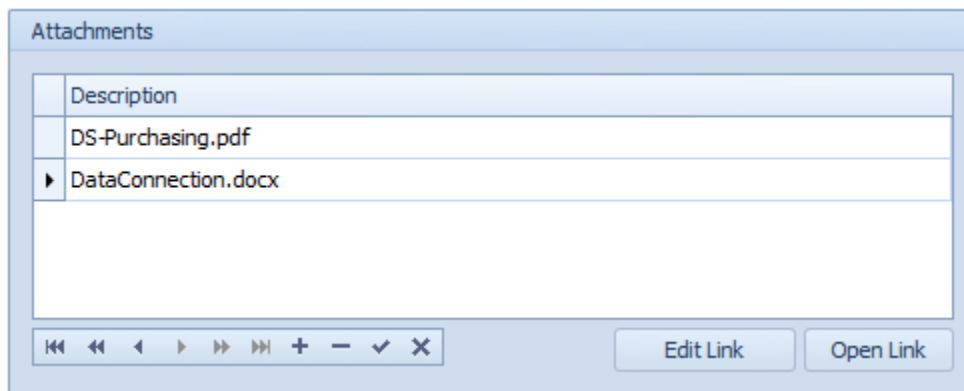 Attachments
Description
DS-Purchasing.pdf
DataConnection.docx
Edit Link Open Link